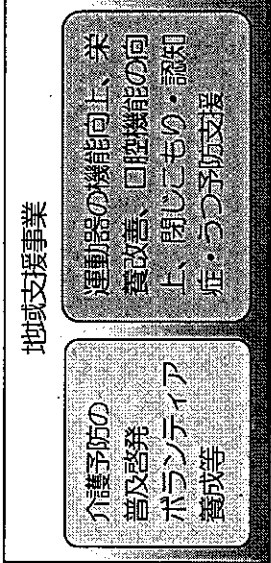 地域支援事業
介護予防の
普及啓発
ボランティア
養成等
運動器の機能向上、栄
養改善、口腔機能の向
上、閉じこもり・認知
症・うつ予防支援